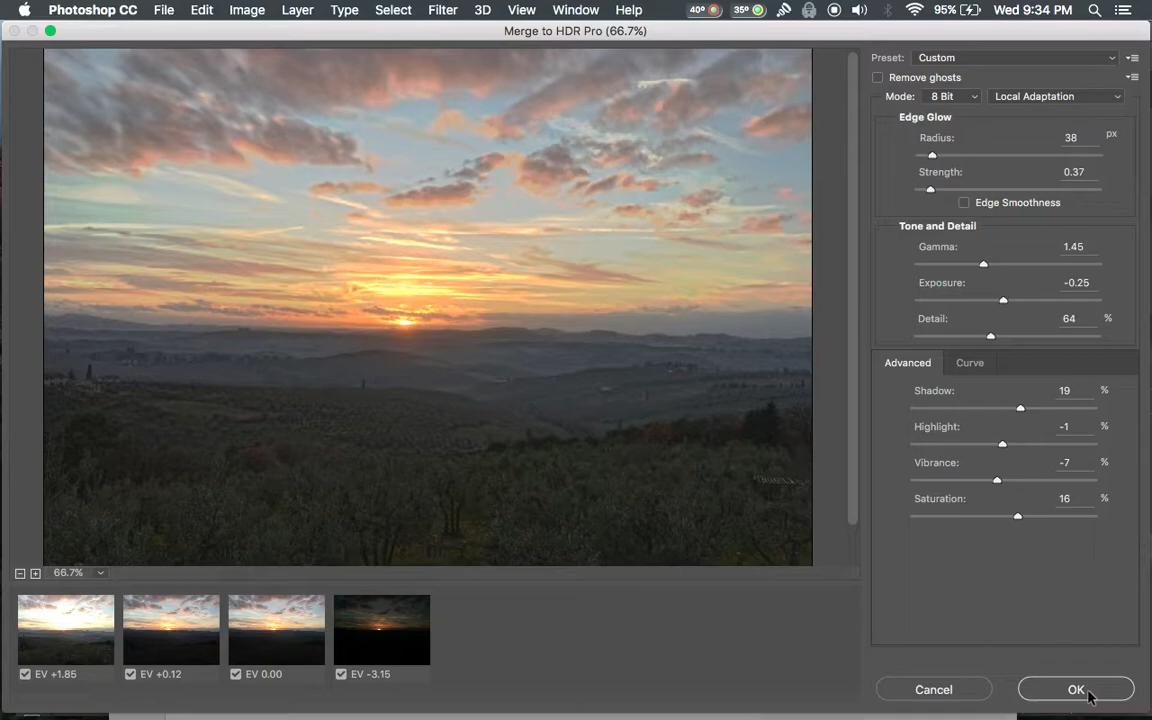 Photoshop CC File Edit Image Layer Type Select Filter 3D View Window Help 40° 35° 95% Wed 9:34 PM
Merge to HDR Pro (66.7%)
Preset: Custom
Remove ghosts
Mode: 8 Bit Local Adaptation
Edge Glow
Radius: 38 px
Strength: 0.37
Edge Smoothness
Tone and Detail
Gamma: 1.45
Exposure: -0.25
Detail: 64 %
Advanced Curve
Shadow: 19 %
Highlight: -1 %
Vibrance: -7 %
Saturation: 16 %
66.7%
EV +1.85 EV +0.12 EV 0.00 EV -3.15
Cancel OK